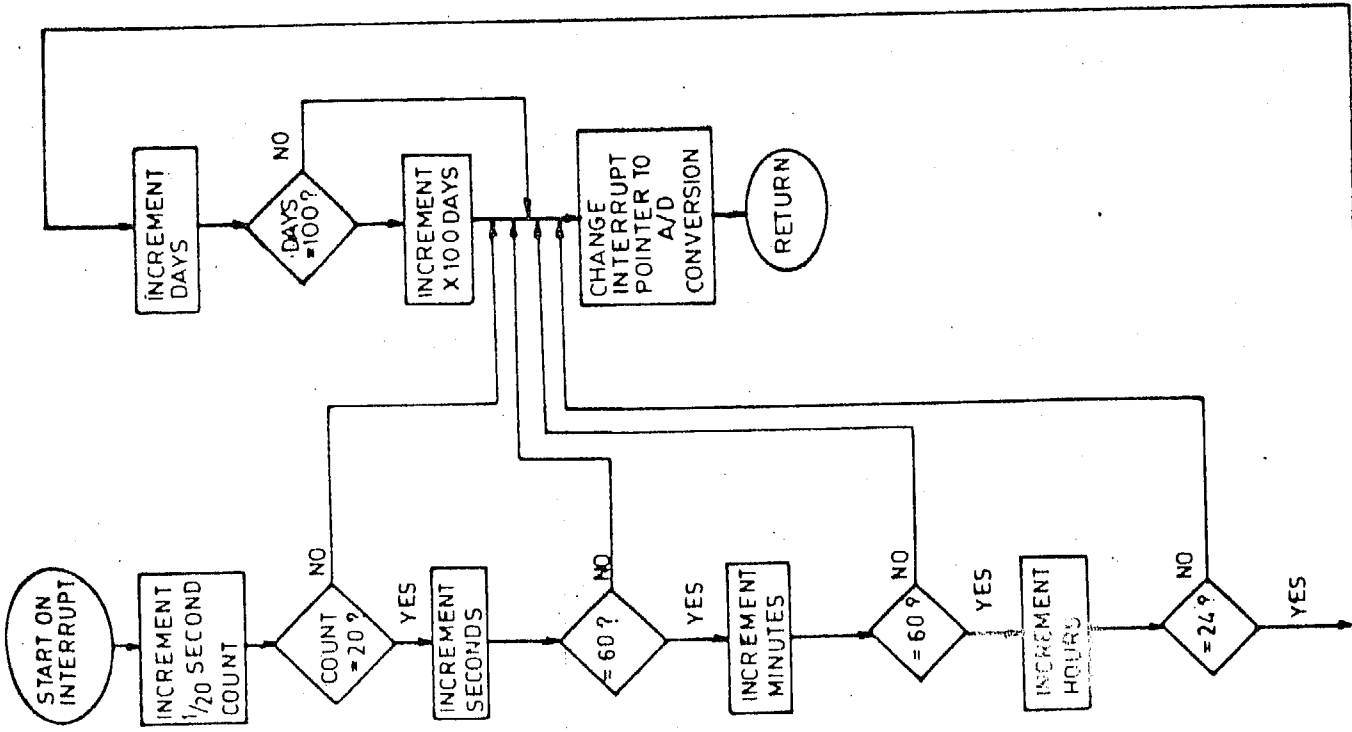 START ON
INTERRUPT
INCREMENT
1/20 SECOND
COUNT
COUNT
= 20 ?
NO
YES
INCREMENT
SECONDS
= 60 ?
NO
YES
INCREMENT
MINUTES
= 60 ?
NO
YES
INCREMENT
HOURS
= 24 ?
NO
YES
INCREMENT
DAYS
DAYS
=100 ?
NO
INCREMENT
X 100 DAYS
CHANGE
INTERRUPT
POINTER TO
A/D
CONVERSION
RETURN